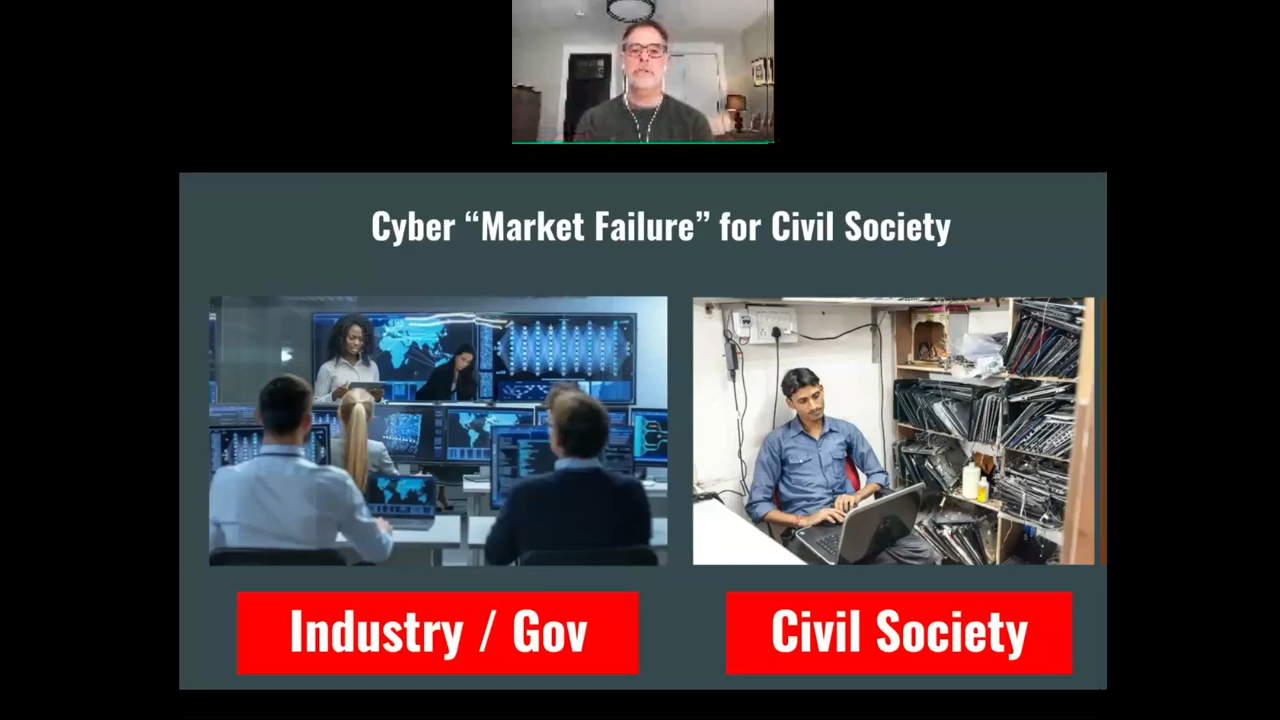 Cyber “Market Failure” for Civil Society
Industry / Gov
Civil Society